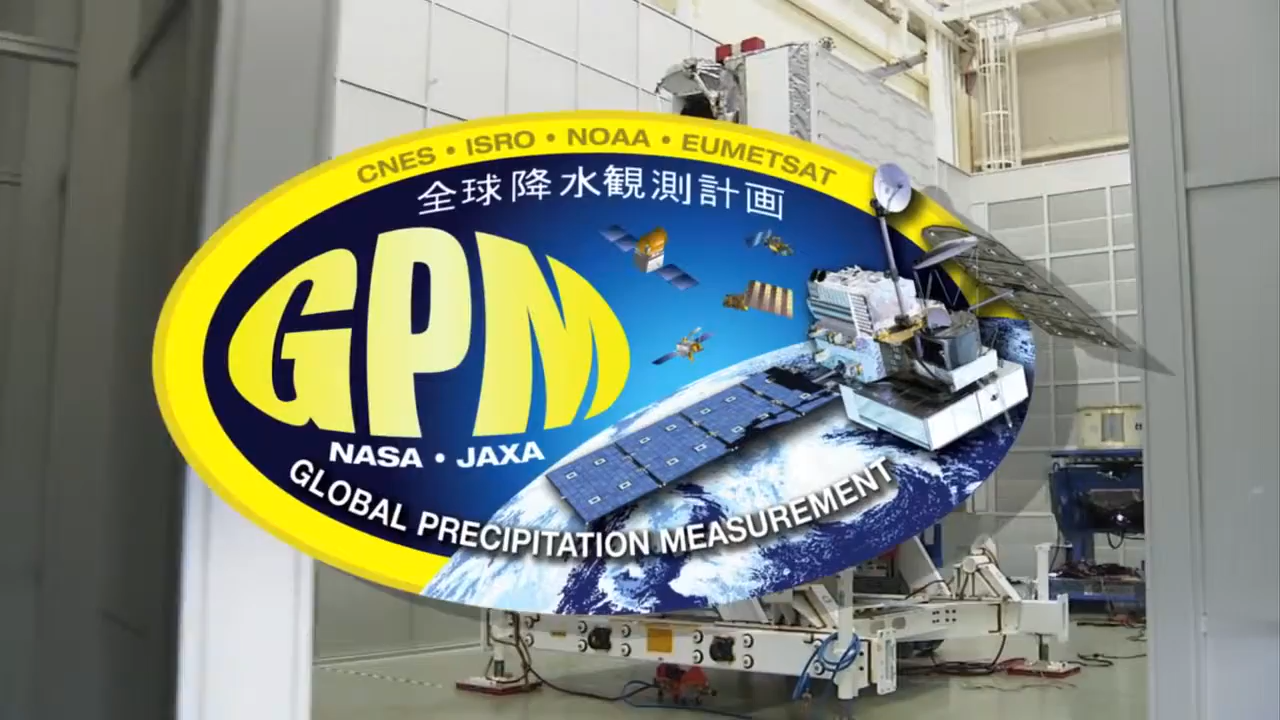 CNES • ISRO • NOAA • EUMETSAT
全球降水観測計画
GPM
NASA • JAXA
GLOBAL PRECIPITATION MEASUREMENT